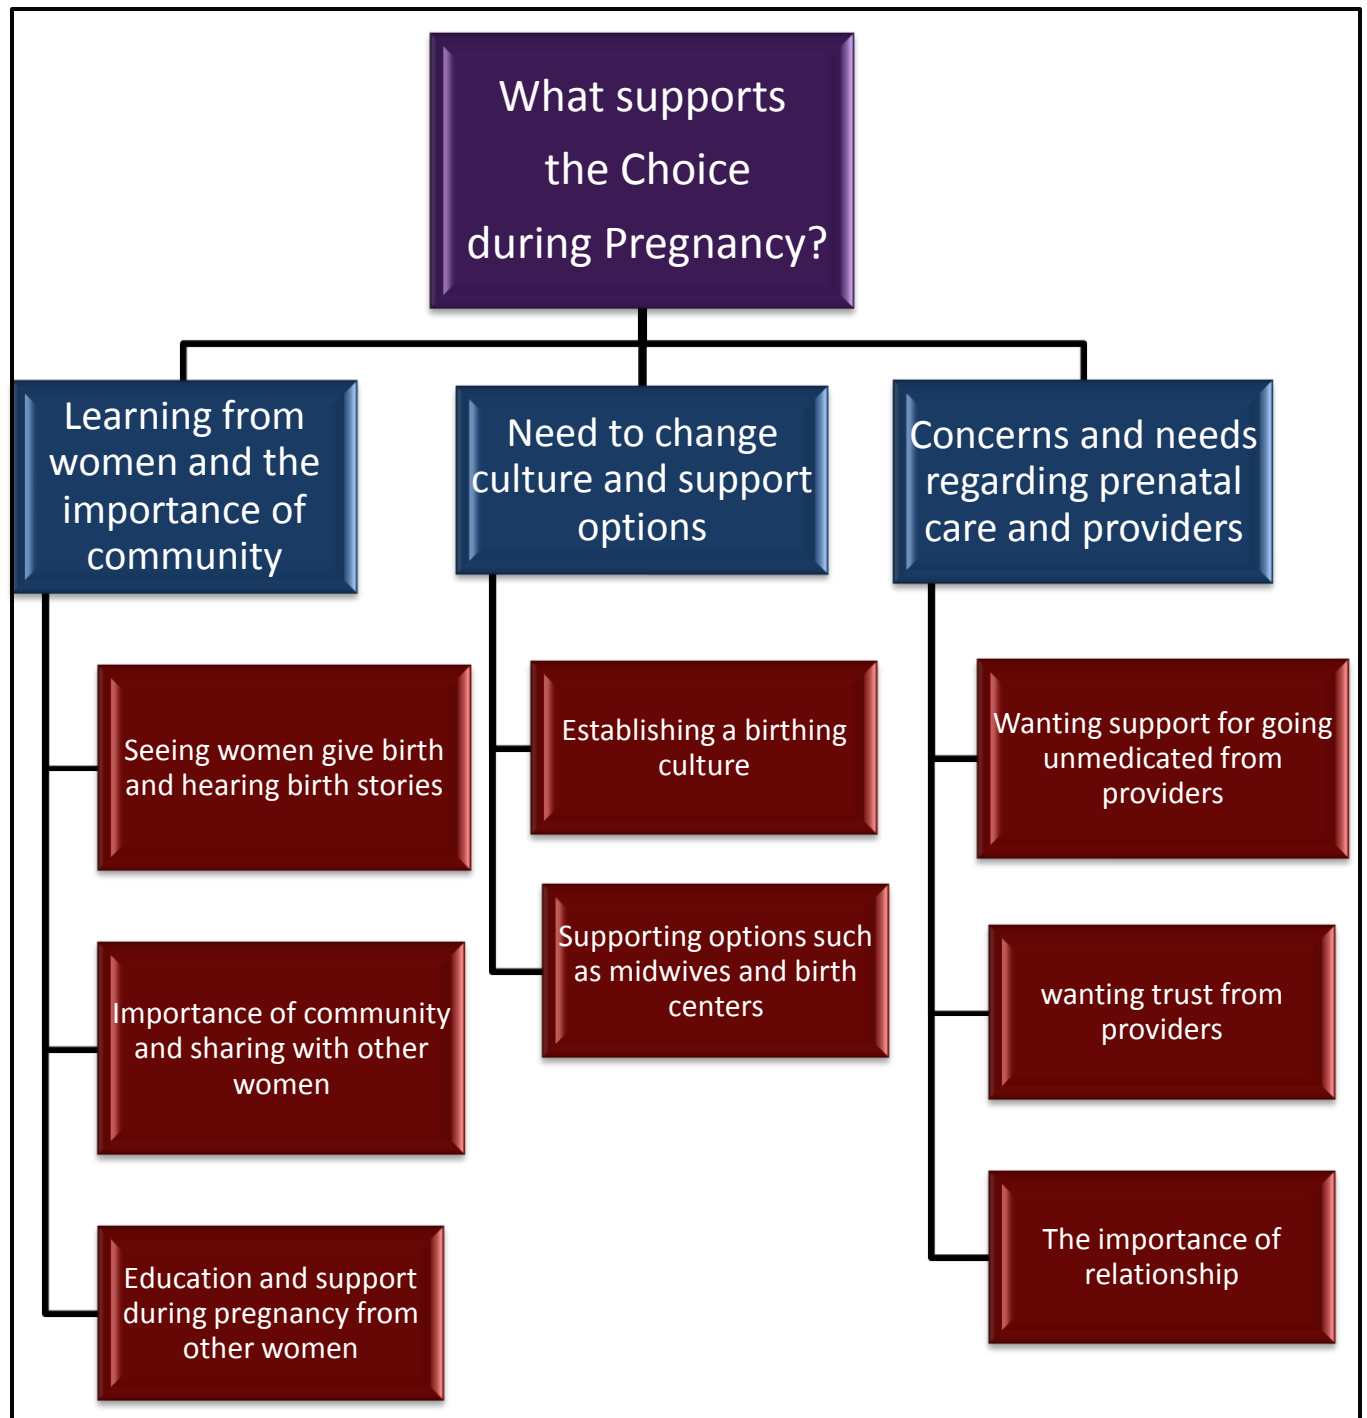 What supports
the Choice
during Pregnancy?
Learning from
women and the
importance of
community
Need to change
culture and support
options
Concerns and needs
regarding prenatal
care and providers
Seeing women give birth
and hearing birth stories
Importance of community
and sharing with other
women
Education and support
during pregnancy from
other women
Establishing a birthing
culture
Supporting options such
as midwives and birth
centers
Wanting support for going
unmedicated from
providers
wanting trust from
providers
The importance of
relationship